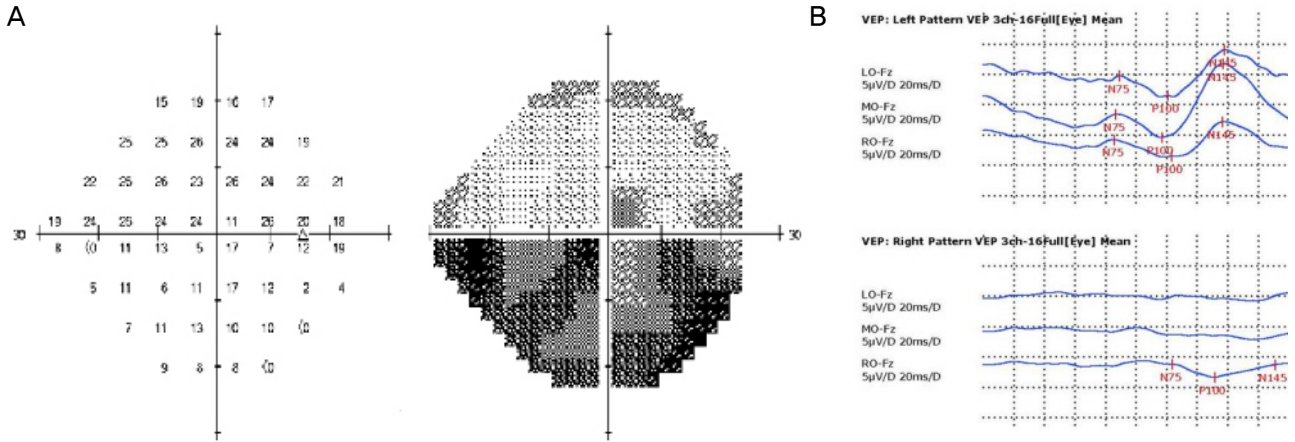 A
15 19 10 17
25 25 26 24 24 19
22 25 26 23 26 24 22 21
19 24 25 24 24 11 26 20 18
30
8 (0 11 13 5 17 7 12 19
5 11 6 11 17 12 2 4
7 11 13 10 10 (0
9 8 8 (0
30
B
VEP: Left Pattern VEP 3ch-16Full[Eye] Mean
LO-Fz
5µV/D 20ms/D
MO-Fz
5µV/D 20ms/D
RO-Fz
5µV/D 20ms/D
N75 P100 N145
N75 P100 N145
N75 P100 N145
VEP: Right Pattern VEP 3ch-16Full[Eye] Mean
LO-Fz
5µV/D 20ms/D
MO-Fz
5µV/D 20ms/D
RO-Fz
5µV/D 20ms/D
N75 P100 N145